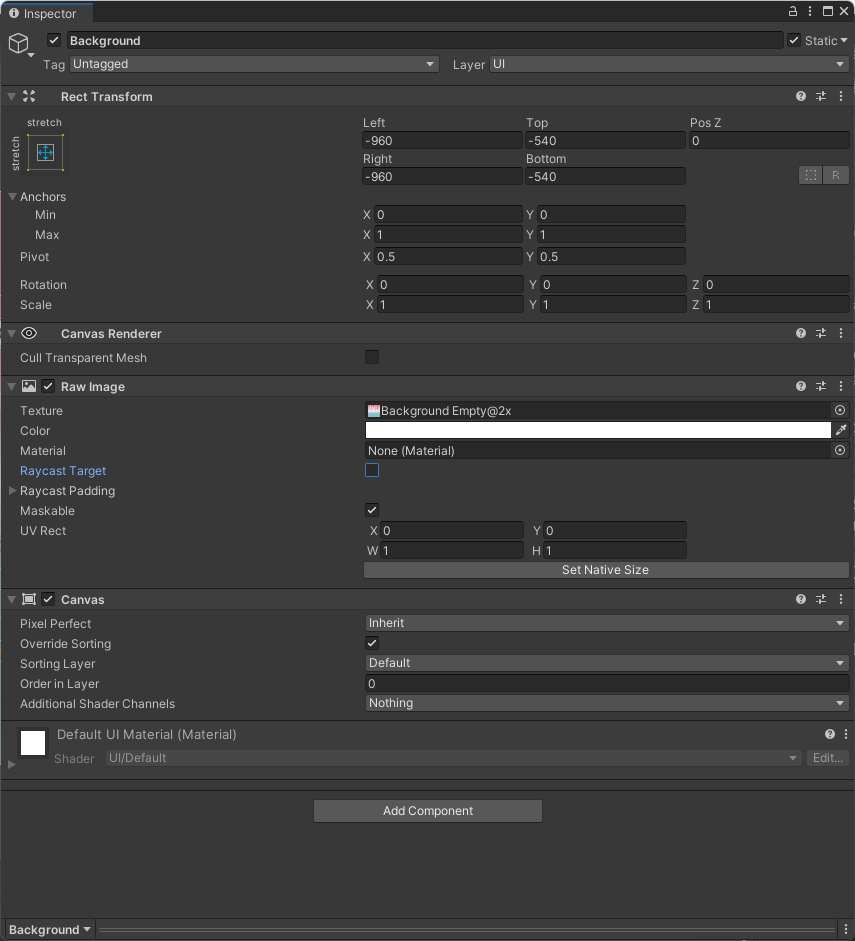 Inspector
Background Static
Tag Untagged Layer UI
Rect Transform
stretch Left Top Pos Z
stretch -960 -540 0
Right Bottom
-960 -540 R
Anchors
Min X 0 Y 0
Max X 1 Y 1
Pivot X 0.5 Y 0.5
Rotation X 0 Y 0 Z 0
Scale X 1 Y 1 Z 1
Canvas Renderer
Cull Transparent Mesh
Raw Image
Texture Background Empty@2x
Color
Material None (Material)
Raycast Target
Raycast Padding
Maskable
UV Rect X 0 Y 0
W 1 H 1
Set Native Size
Canvas
Pixel Perfect Inherit
Override Sorting
Sorting Layer Default
Order in Layer 0
Additional Shader Channels Nothing
Default UI Material (Material)
Shader UI/Default Edit...
Add Component
Background